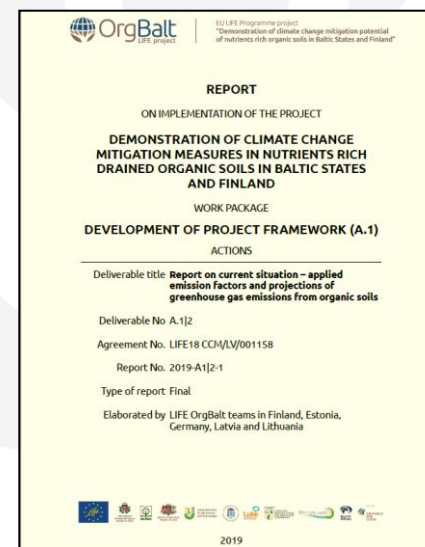 OrgBalt
LIFE project
EU LIFE Programme project
"Demonstration of climate change mitigation potential
of nutrients rich organic soils in Baltic States and Finland"
REPORT
ON IMPLEMENTATION OF THE PROJECT
DEMONSTRATION OF CLIMATE CHANGE
MITIGATION MEASURES IN NUTRIENTS RICH
DRAINED ORGANIC SOILS IN BALTIC STATES
AND FINLAND
WORK PACKAGE
DEVELOPMENT OF PROJECT FRAMEWORK (A.1)
ACTIONS
Deliverable title Report on current situation – applied
emission factors and projections of
greenhouse gas emissions from organic soils
Deliverable No A.1|2
Agreement No. LIFE18 CCM/LV/001158
Report No. 2019-A1|2-1
Type of report Final
Elaborated by LIFE OrgBalt teams in Finland, Estonia,
Germany, Latvia and Lithuania
2019